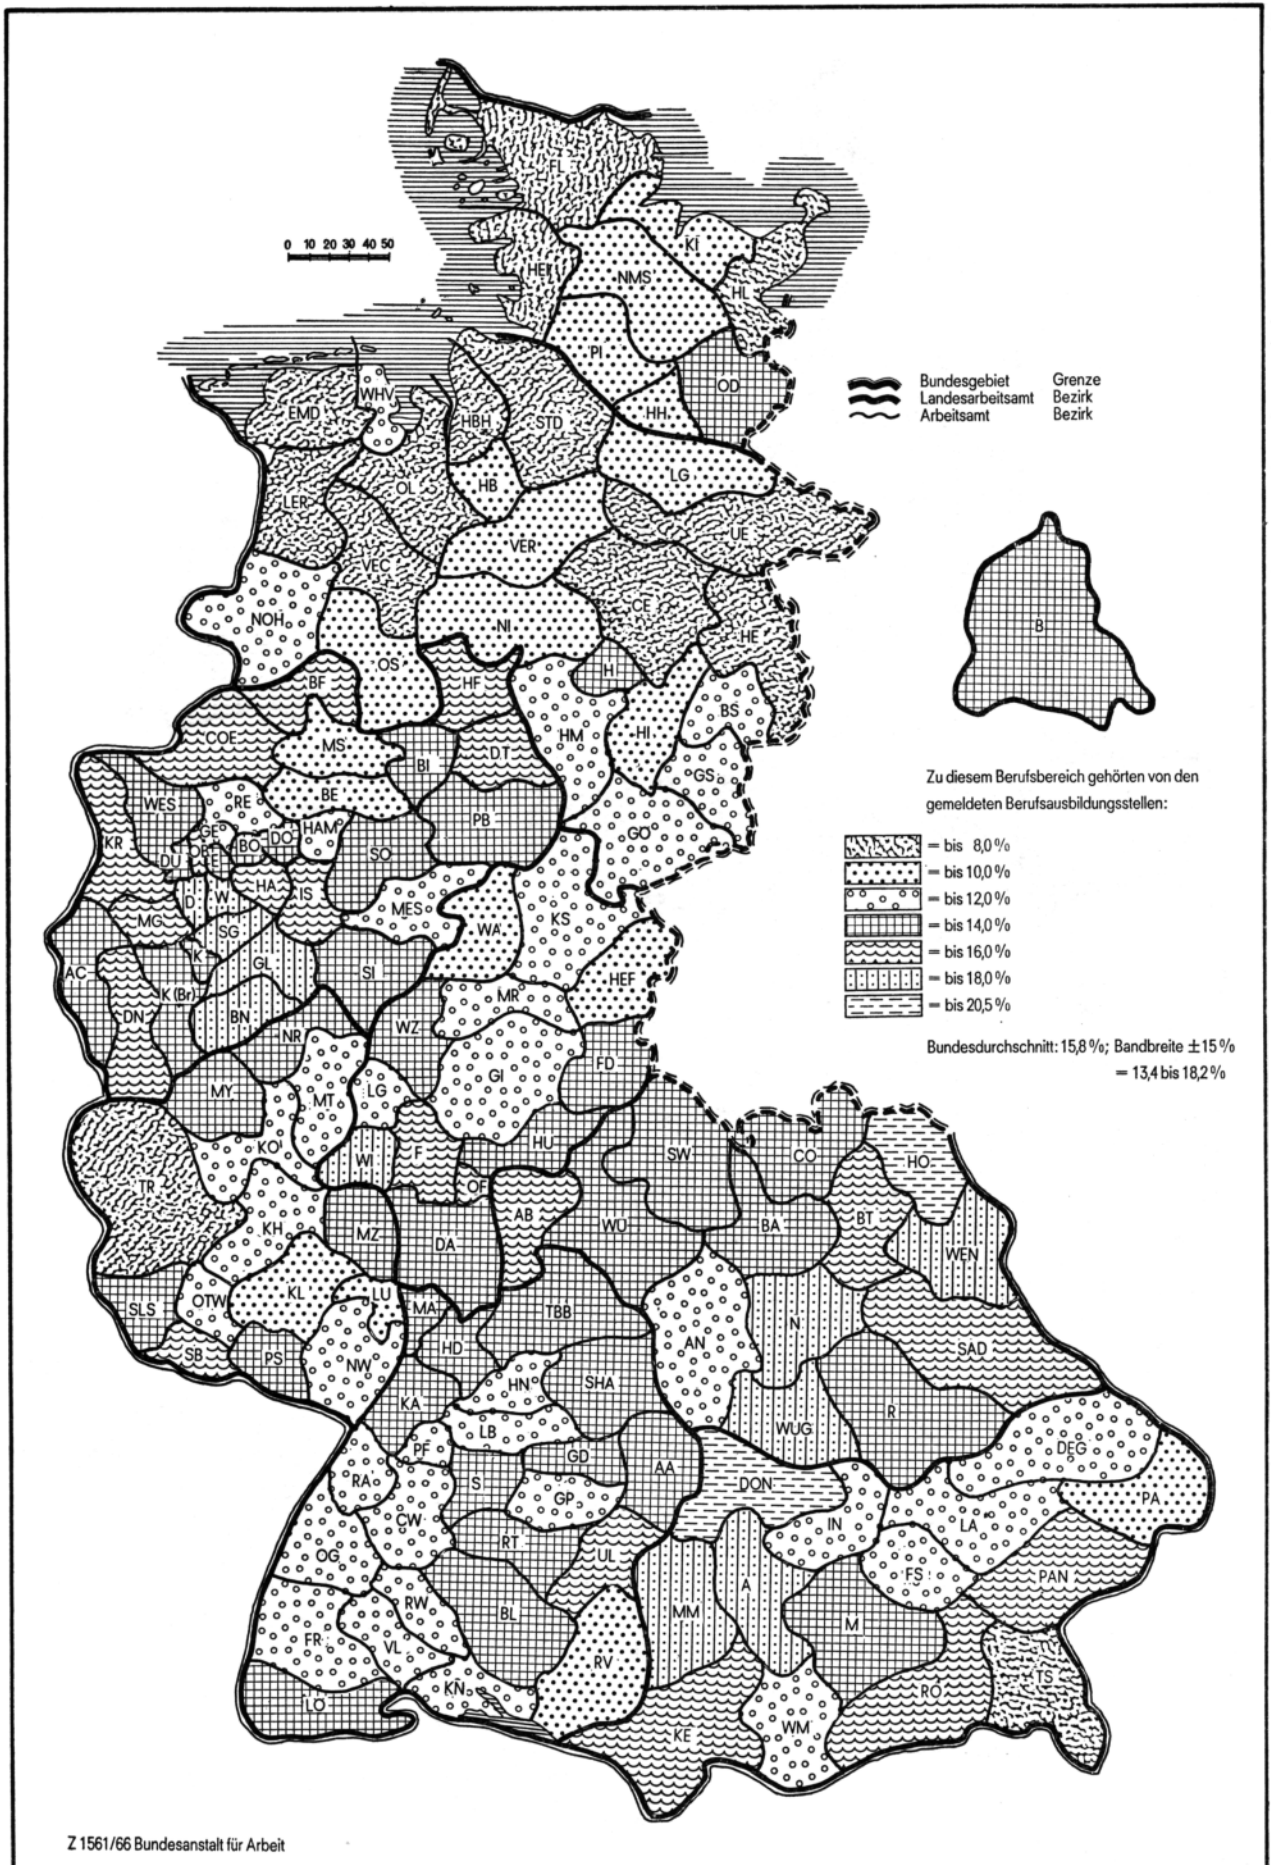 FL
KI
HEI
NMS
HL
0 10 20 30 40 50
PI
OD
HH
WHV
EMD
HBH
STD
LG
OL
HB
LER
UE
VER
VEC
CE
HE
NOH
NI
OS
H
BF
HF
BS
COE
MS
HM
HI
BI
DT
GS
WES
RE
BE
PB
GÖ
GE
HAM
KR
BO
DO
SO
DU
E
HA
IS
D
W
MES
KS
MG
SG
WA
K
GL
SI
HEF
AC
K (Br)
MR
DN
BN
NR
WZ
FD
MY
MT
LG
GI
KO
WI
F
HU
SW
CO
HO
TR
OF
AB
WÜ
BA
BT
KH
MZ
DA
WEN
SLS
OTW
KL
LU
MA
TBB
AN
N
SAD
SB
PS
NW
HD
HN
SHA
KA
R
WUG
LB
PF
GD
AA
DEG
RA
S
GP
DON
PA
CW
IN
LA
OG
RT
UL
FS
PAN
RW
BL
A
MM
M
FR
VL
RV
TS
LÖ
KN
RO
KE
WM
Bundesgebiet Grenze
Landesarbeitsamt Bezirk
Arbeitsamt Bezirk
B
Zu diesem Berufsbereich gehörten von den
gemeldeten Berufsausbildungsstellen:
= bis 8,0 %
= bis 10,0 %
= bis 12,0 %
= bis 14,0 %
= bis 16,0 %
= bis 18,0 %
= bis 20,5 %
Bundesdurchschnitt: 15,8 %; Bandbreite ±15 %
= 13,4 bis 18,2 %
Z 1561/66 Bundesanstalt für Arbeit